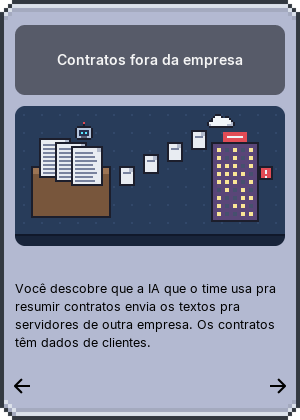 Contratos fora da empresa
Você descobre que a IA que o time usa pra
resumir contratos envia os textos pra
servidores de outra empresa. Os contratos
têm dados de clientes.